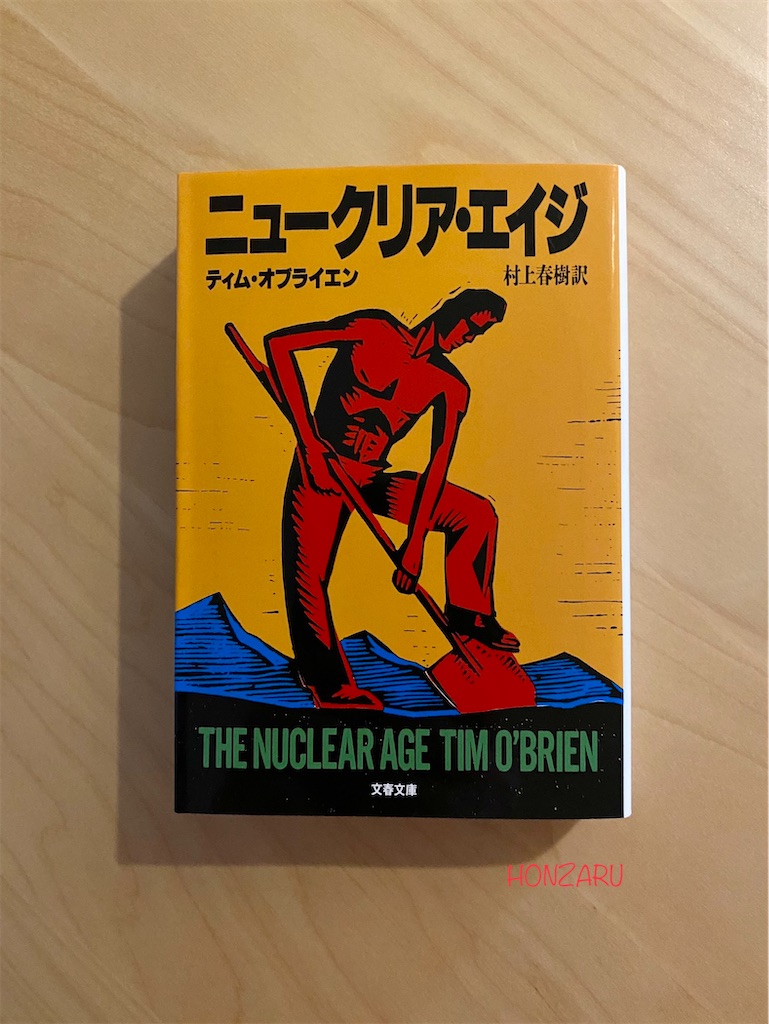 ニュークリア・エイジ
ティム・オブライエン 村上春樹訳
THE NUCLEAR AGE TIM O'BRIEN
文春文庫
HONZARU